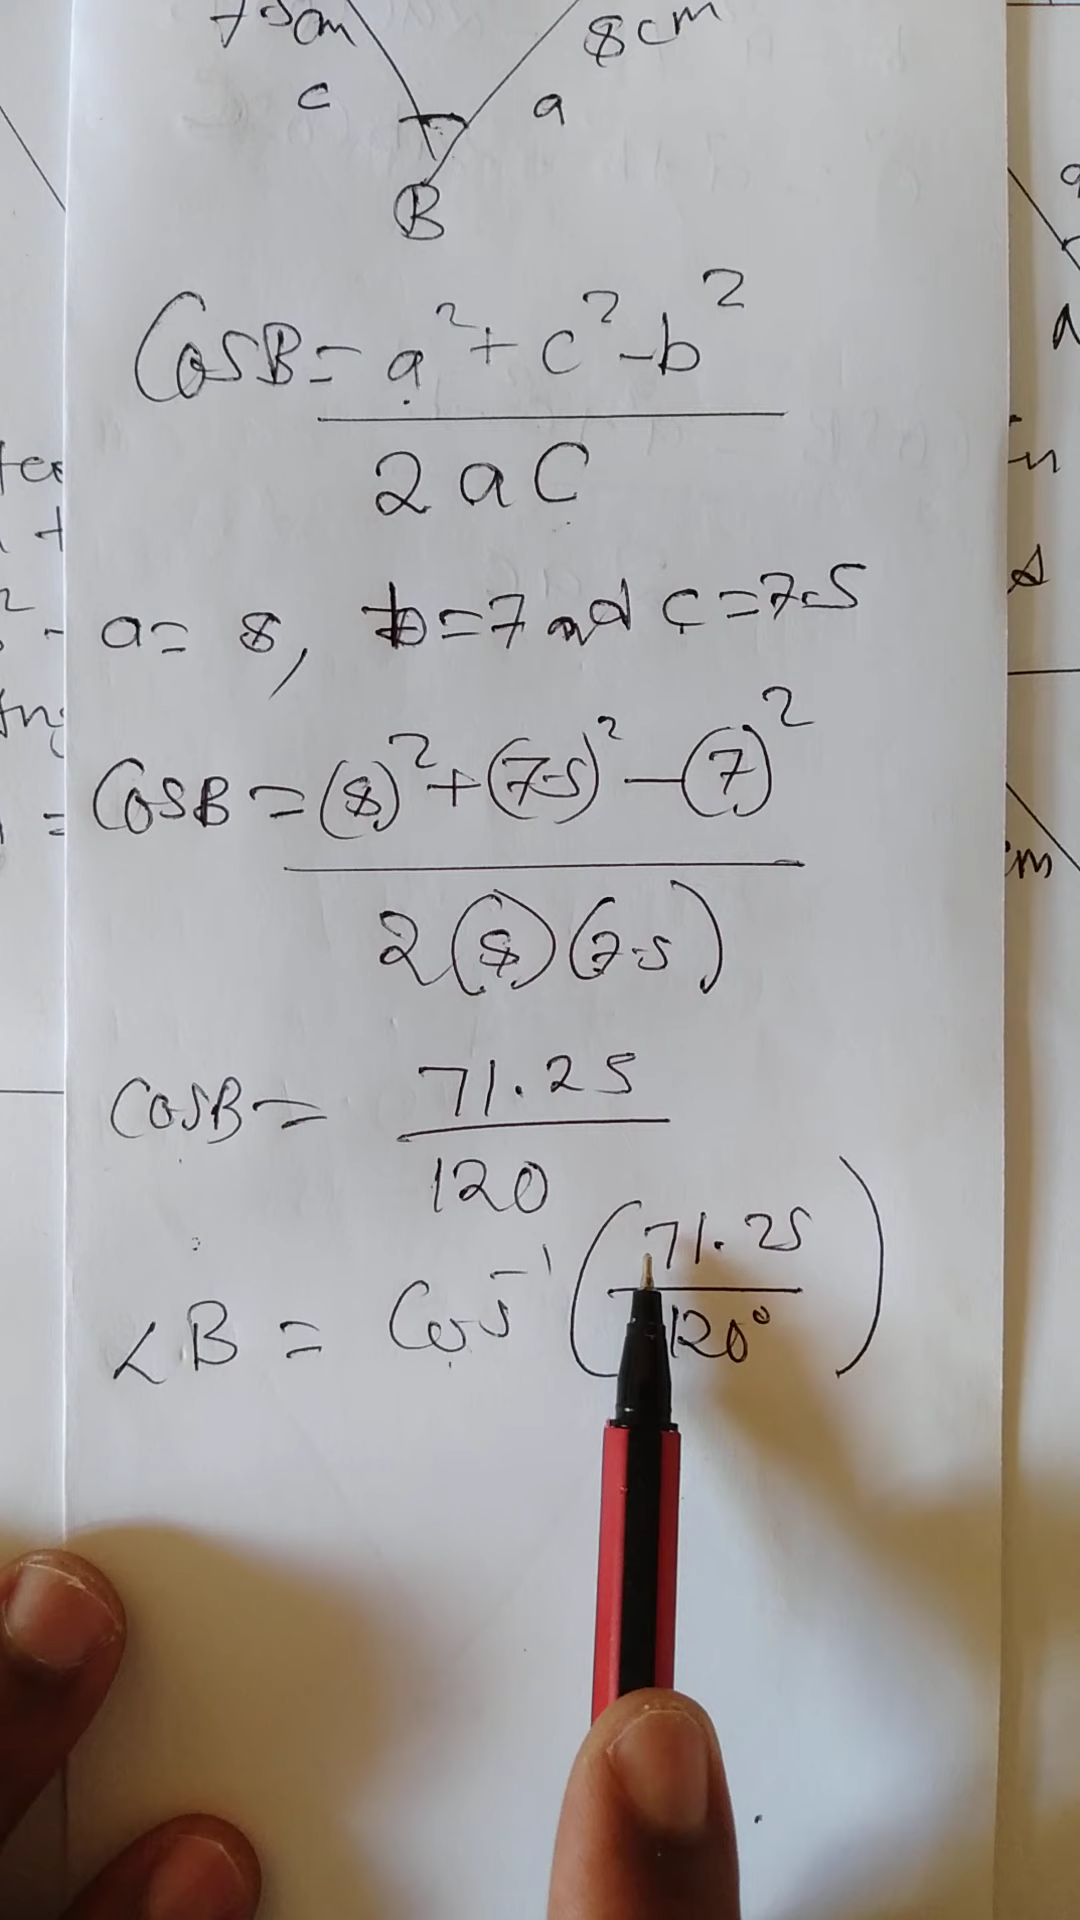 7.5cm 8cm
c a
B
CosB = a²+c²-b²
2ac
a= 8, b=7 and c=7.5
CosB = (8)²+(7.5)²-(7)²
2(8)(7.5)
CosB = 71.25
120
∠B = Cos⁻¹ (71.25
120°)